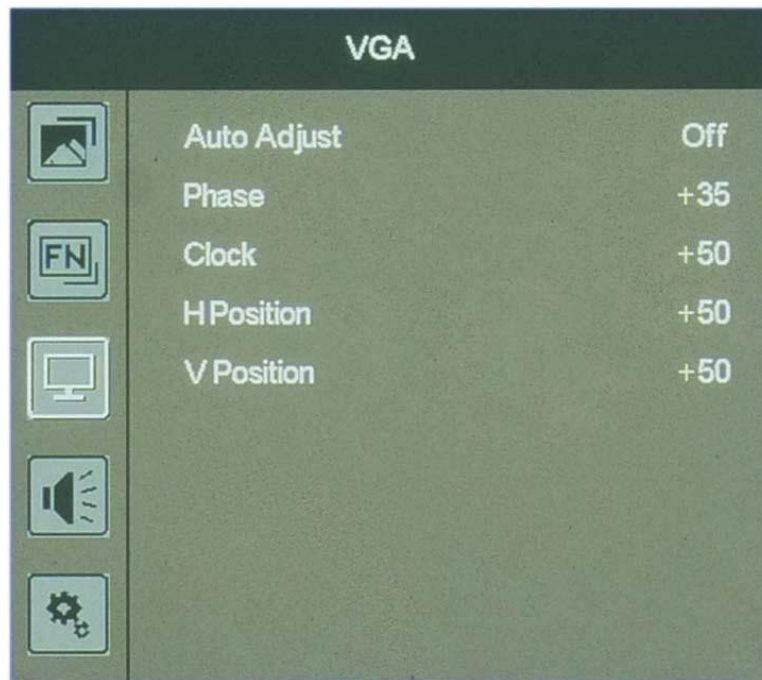 VGA
Auto Adjust Off
Phase +35
FN
Clock +50
H Position +50
V Position +50